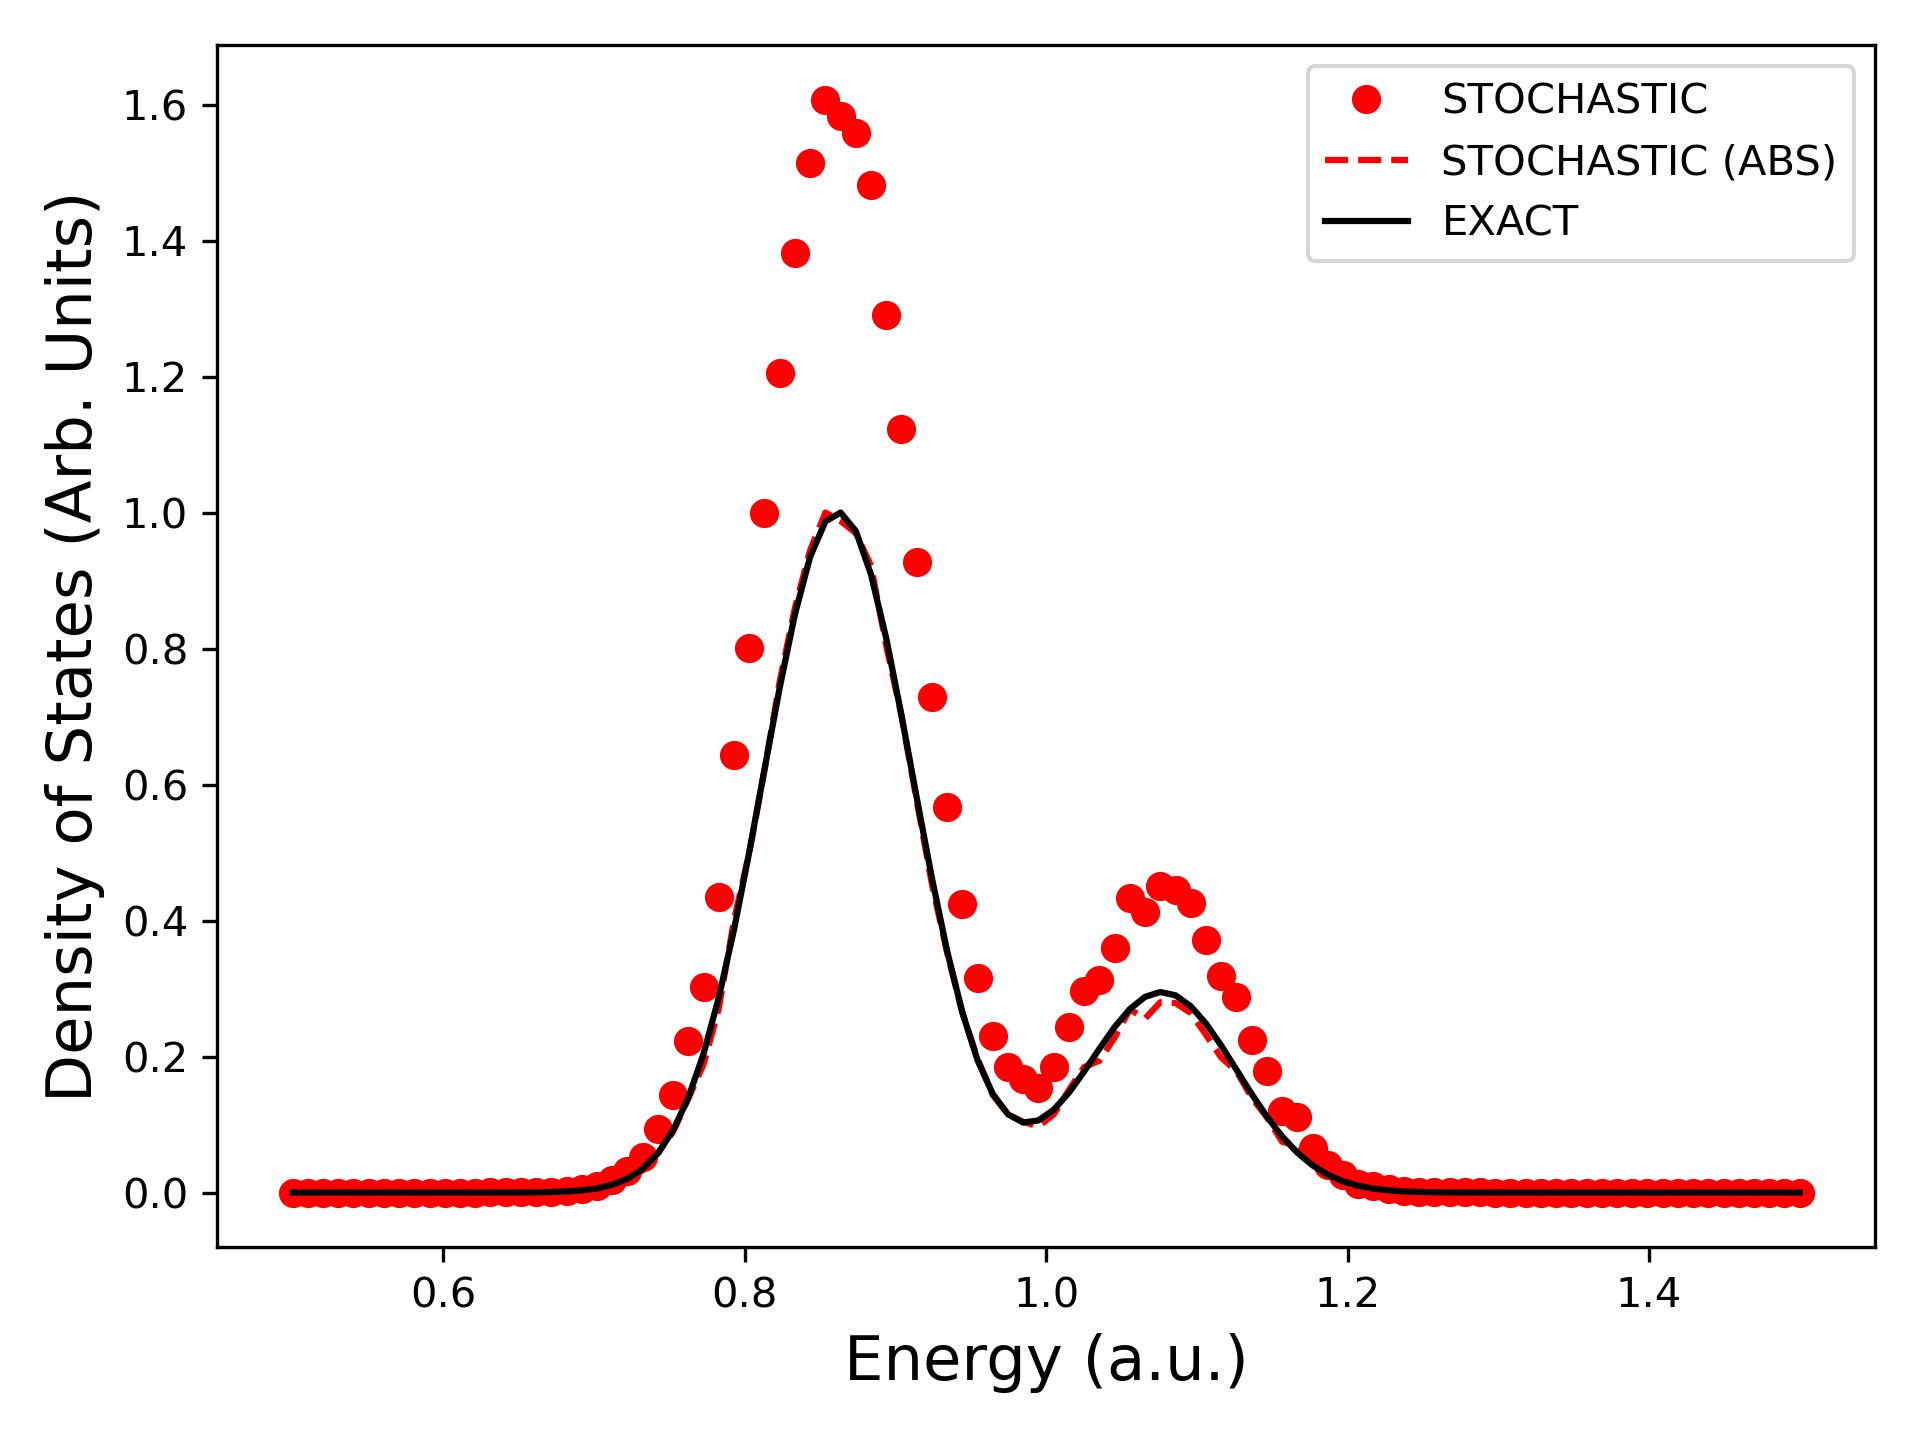 STOCHASTIC
STOCHASTIC (ABS)
EXACT
Density of States (Arb. Units)
1.6
1.4
1.2
1.0
0.8
0.6
0.4
0.2
0.0
0.6 0.8 1.0 1.2 1.4
Energy (a.u.)